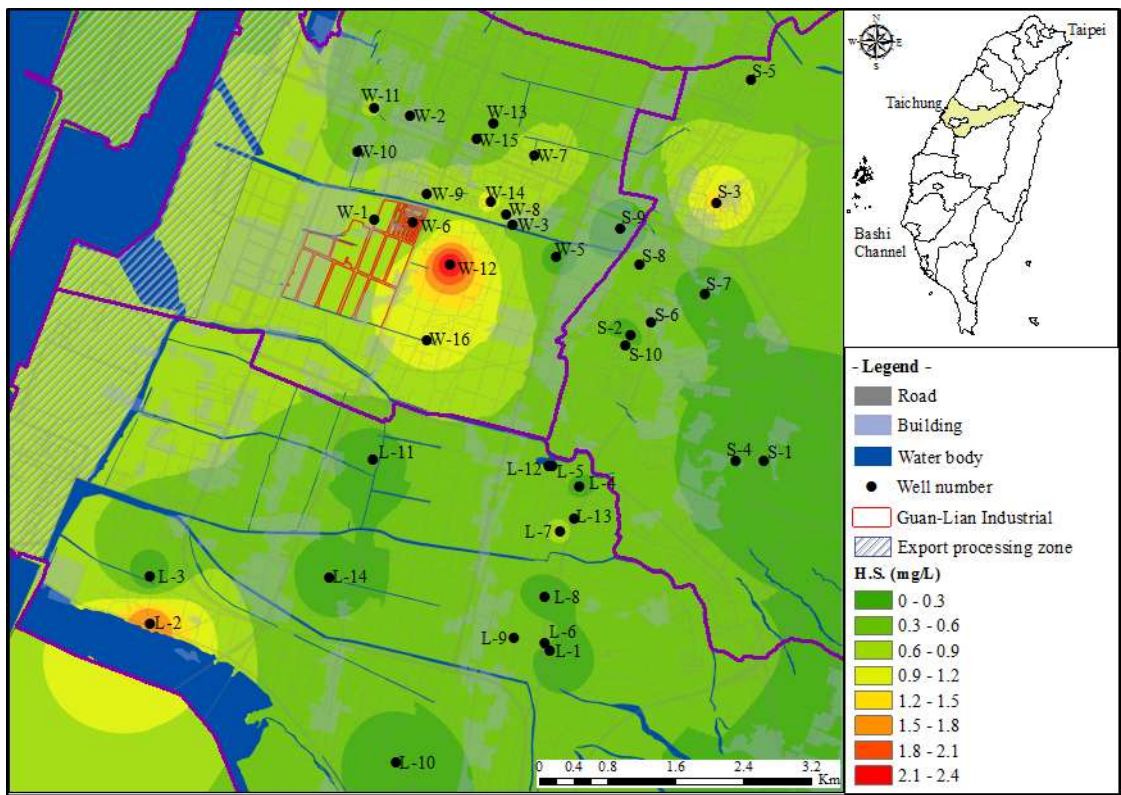 W-11
W-2
W-13
W-15
W-10
W-7
W-9
W-14
W-1
W-6
W-8
W-3
W-5
W-12
W-16
S-5
S-3
S-9
S-8
S-7
S-6
S-2
S-10
S-4
S-1
L-11
L-12
L-5
L-4
L-13
L-7
L-3
L-14
L-8
L-2
L-9
L-6
L-1
L-10
0 0.4 0.8 1.6 2.4 3.2
Km
N
W E
S
Taipei
Taichung
Bashi
Channel
- Legend -
Road
Building
Water body
Well number
Guan-Lian Industrial
Export processing zone
H.S. (mg/L)
0 - 0.3
0.3 - 0.6
0.6 - 0.9
0.9 - 1.2
1.2 - 1.5
1.5 - 1.8
1.8 - 2.1
2.1 - 2.4